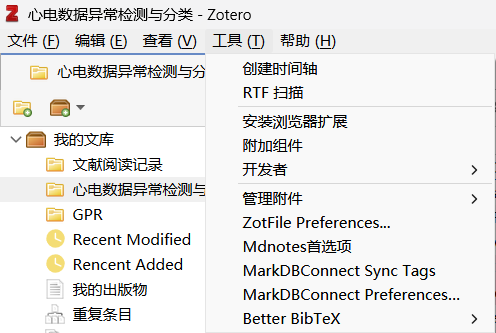 心电数据异常检测与分类 - Zotero
文件 (F) 编辑 (E) 查看 (V) 工具 (T) 帮助 (H)
心电数据异常检测与分
创建时间轴
RTF 扫描
安装浏览器扩展
附加组件
开发者
管理附件
ZotFile Preferences...
Mdnotes首选项
MarkDBConnect Sync Tags
MarkDBConnect Preferences...
Better BibTeX
我的文库
文献阅读记录
心电数据异常检测与
GPR
Recent Modified
Rencent Added
我的出版物
重复条目